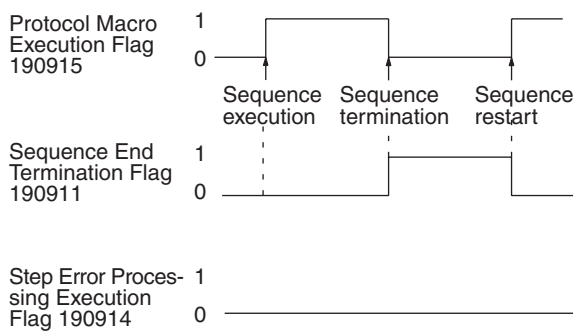 Protocol Macro
Execution Flag
190915
1
0
Sequence execution
Sequence termination
Sequence restart
Sequence End
Termination Flag
190911
1
0
Step Error Proces-
sing Execution
Flag 190914
1
0